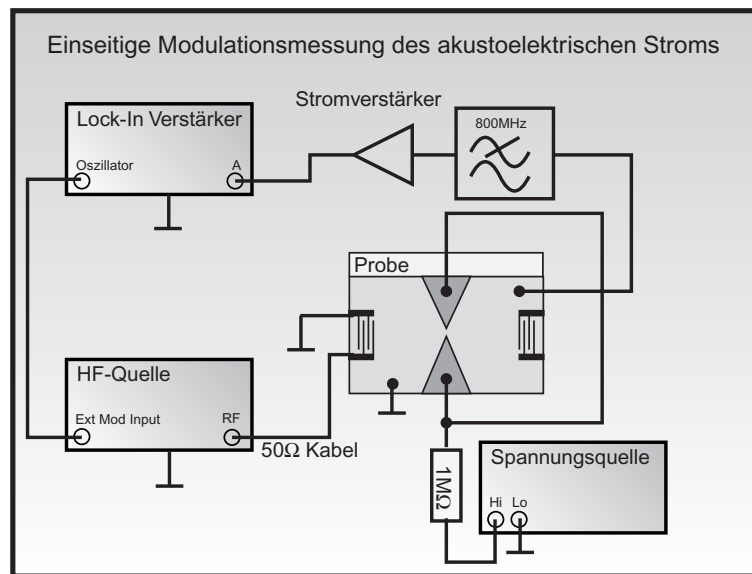 Einseitige Modulationsmessung des akustoelektrischen Stroms
Stromverstärker
Lock-In Verstärker
800MHz
Oszillator
A
Probe
HF-Quelle
Ext Mod Input
RF
50Ω Kabel
1MΩ
Spannungsquelle
Hi
Lo